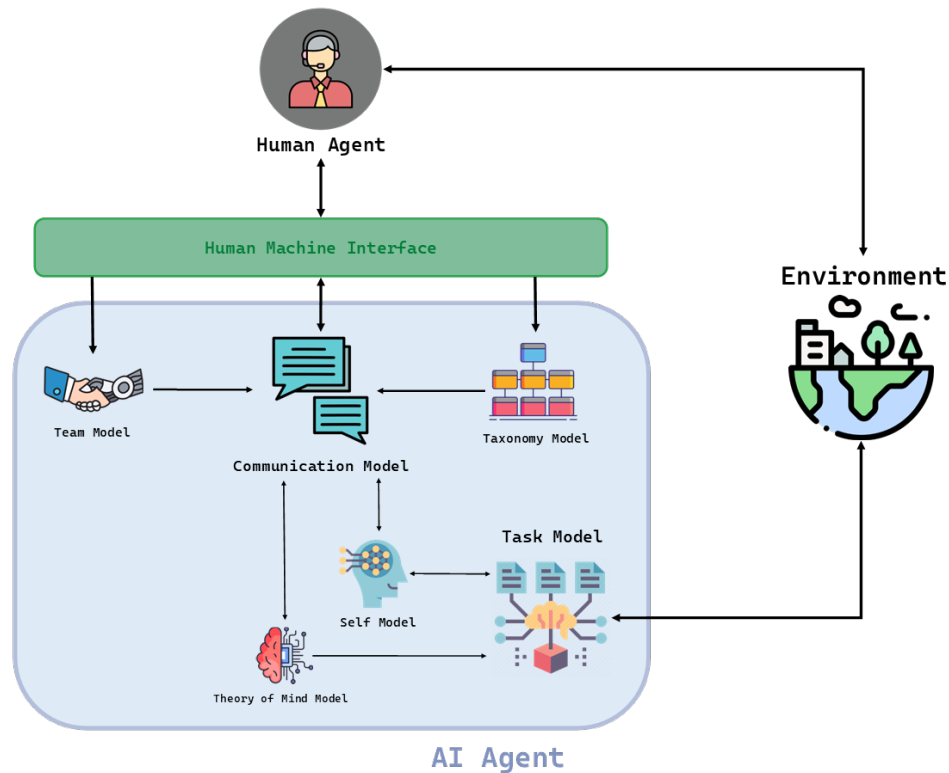 Human Agent
Human Machine Interface
Environment
Team Model
Taxonomy Model
Communication Model
Task Model
Self Model
Theory of Mind Model
AI Agent